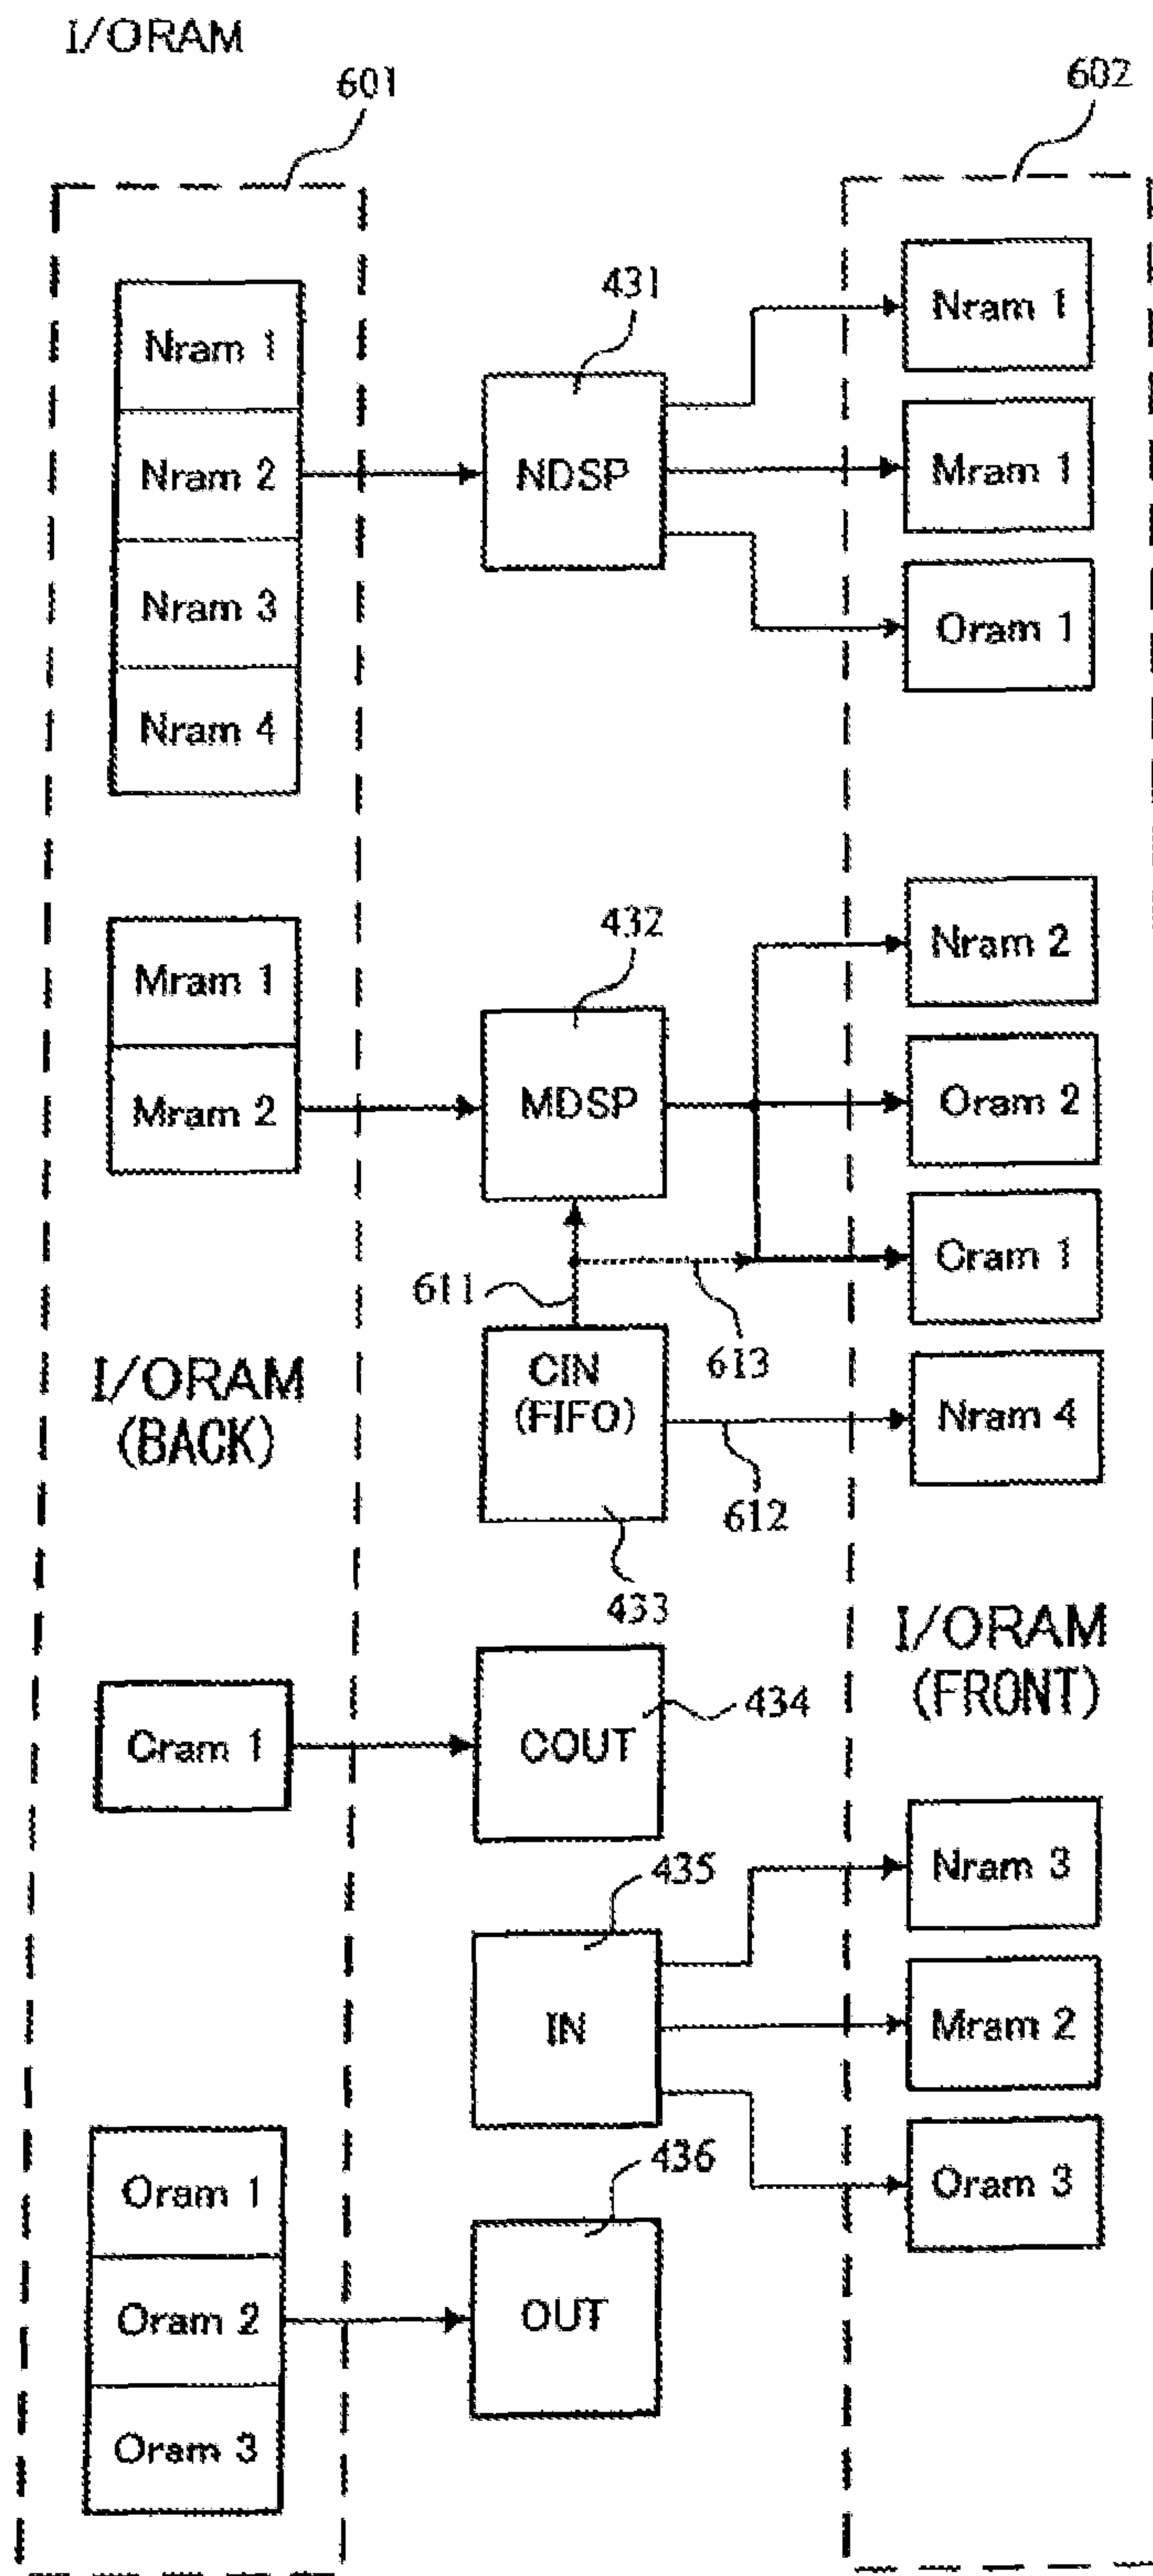 I/ORAM
601
602
431
Nram 1
Nram 2
Nram 3
Nram 4
NDSP
Nram 1
Mram 1
Oram 1
432
Mram 1
Mram 2
MDSP
Nram 2
Oram 2
Cram 1
Nram 4
611
613
CIN
(FIFO)
612
433
I/ORAM
(BACK)
I/ORAM
(FRONT)
Cram 1
COUT
434
435
IN
Nram 3
Mram 2
Oram 3
436
Oram 1
Oram 2
Oram 3
OUT